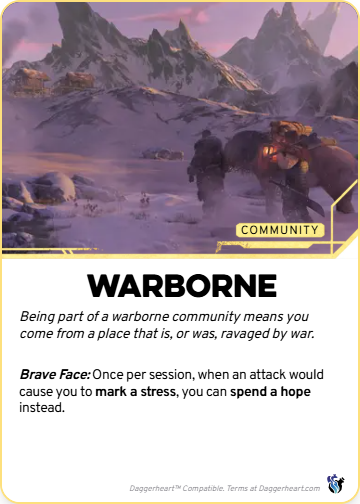 COMMUNITY
WARBORNE
Being part of a warborne community means you
come from a place that is, or was, ravaged by war.
Brave Face: Once per session, when an attack would
cause you to mark a stress, you can spend a hope
instead.
Daggerheart™ Compatible. Terms at Daggerheart.com